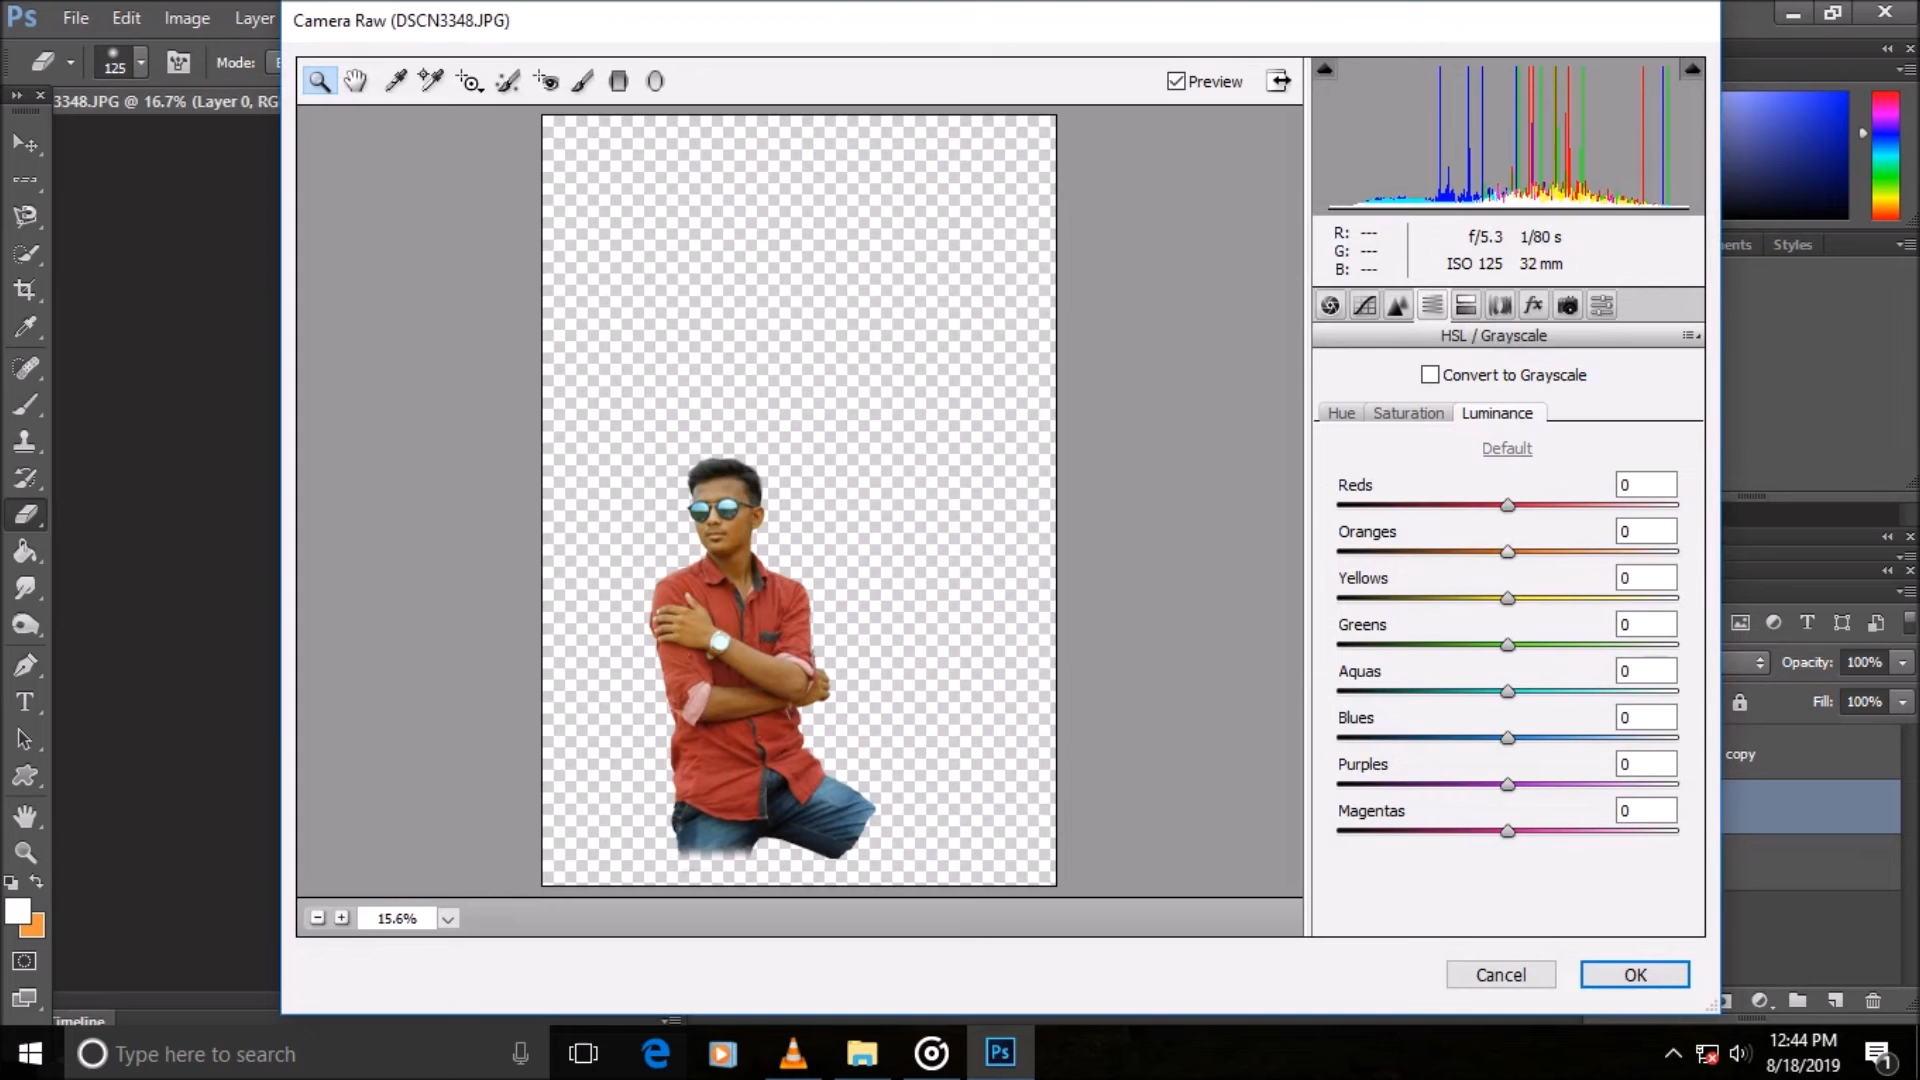 Ps File Edit Image Layer
Camera Raw (DSCN3348.JPG)
125 Mode:
3348.JPG @ 16.7% (Layer 0, RG
Preview
R: ---
G: ---
B: ---
f/5.3 1/80 s
ISO 125 32 mm
Styles
HSL / Grayscale
Convert to Grayscale
Hue Saturation Luminance
Default
Reds 0
Oranges 0
Yellows 0
Greens 0
Aquas 0
Blues 0
Purples 0
Magentas 0
Opacity: 100%
Fill: 100%
copy
15.6%
Cancel OK
Type here to search
Ps
12:44 PM
8/18/2019
1